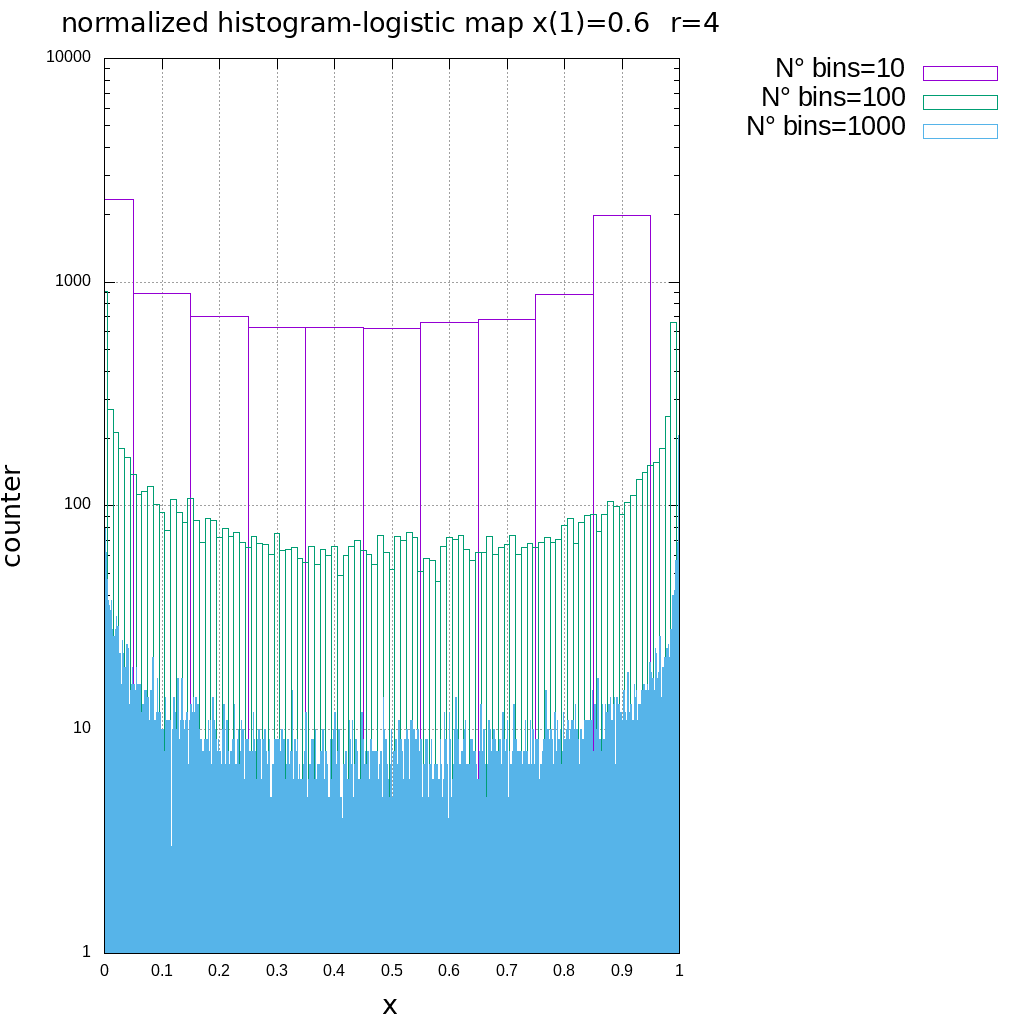 normalized histogram-logistic map x(1)=0.6 r=4
N° bins=10
N° bins=100
N° bins=1000
10000
1000
100
10
1
counter
0 0.1 0.2 0.3 0.4 0.5 0.6 0.7 0.8 0.9 1
x